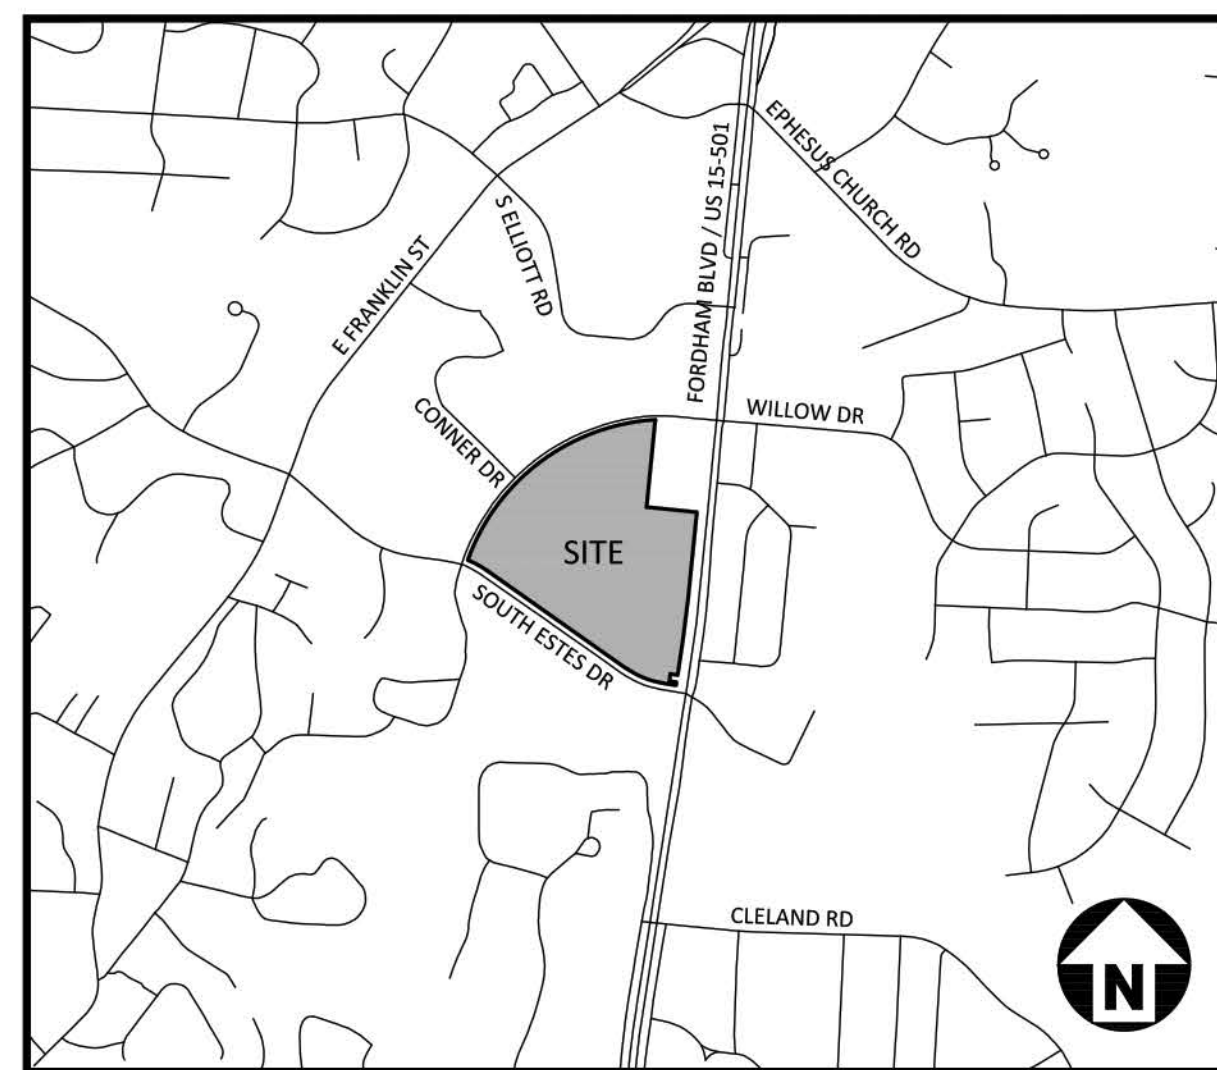 EPHESUS CHURCH RD
FORDHAM BLVD / US 15-501
S ELLIOTT RD
E FRANKLIN ST
WILLOW DR
CONNER DR
SITE
SOUTH ESTES DR
CLELAND RD
N